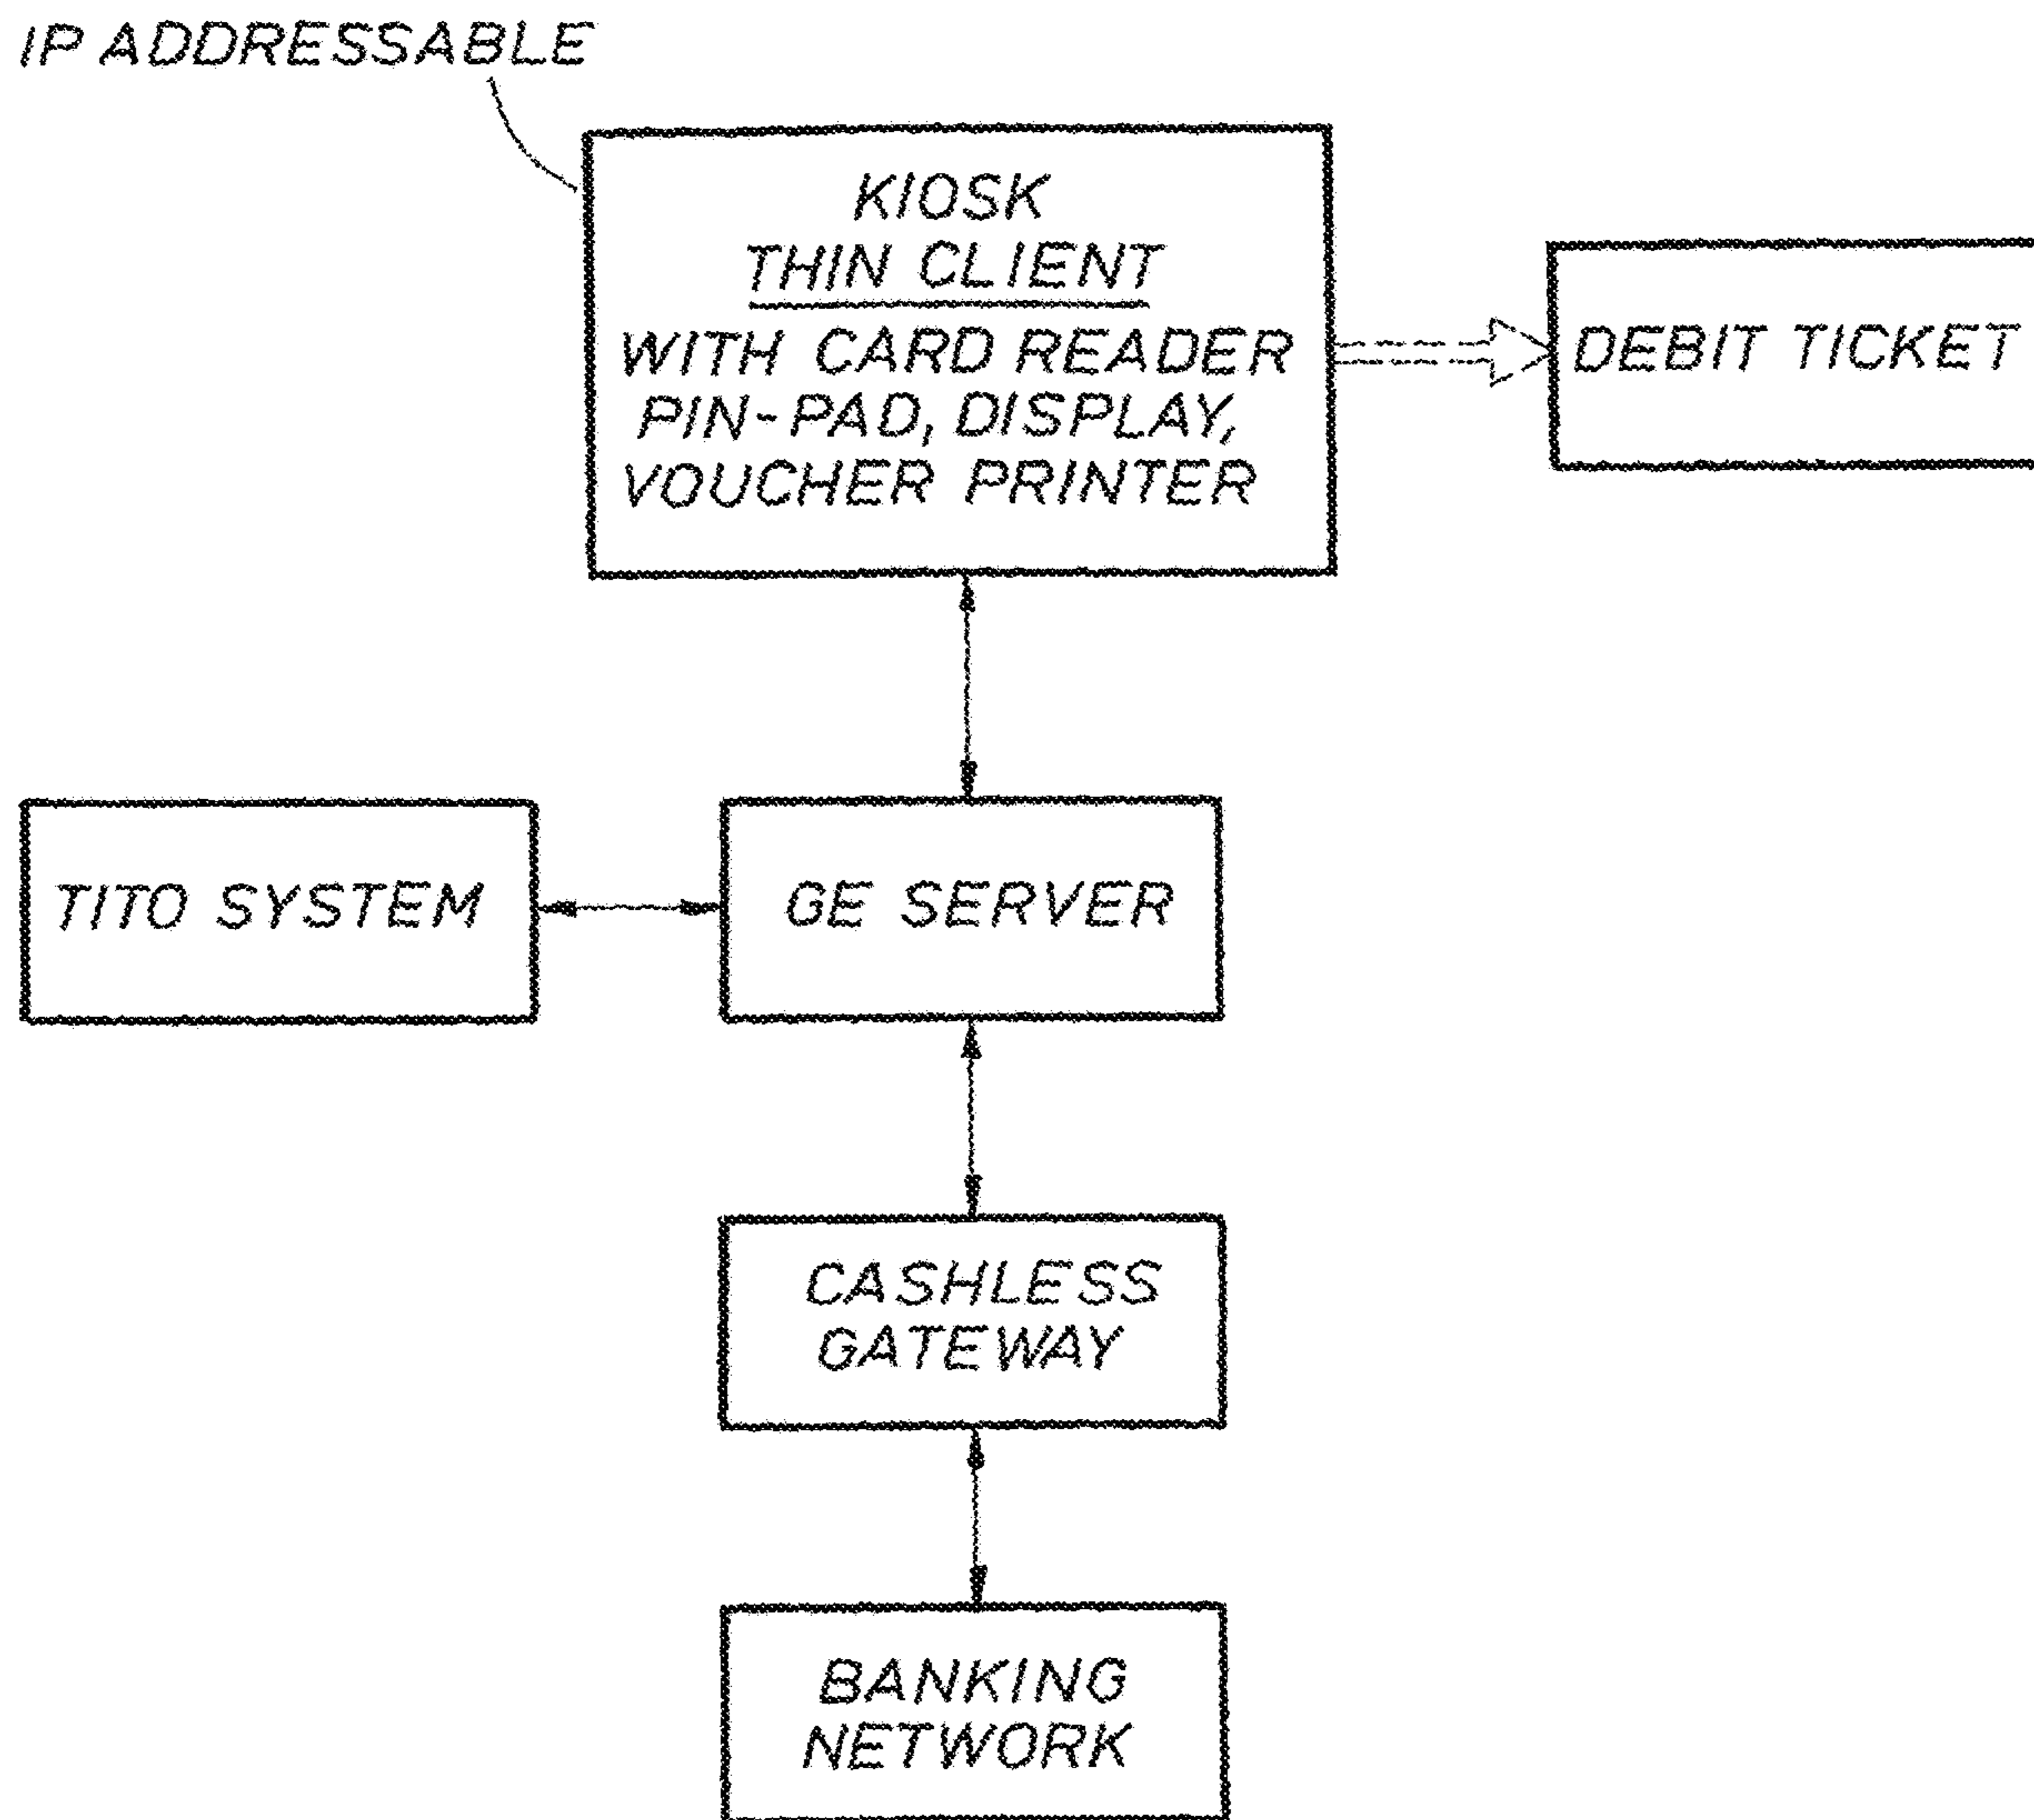 IP ADDRESSABLE
KIOSK
THIN CLIENT
WITH CARD READER
PIN-PAD, DISPLAY,
VOUCHER PRINTER
DEBIT TICKET
TITO SYSTEM
GE SERVER
CASHLESS
GATEWAY
BANKING
NETWORK